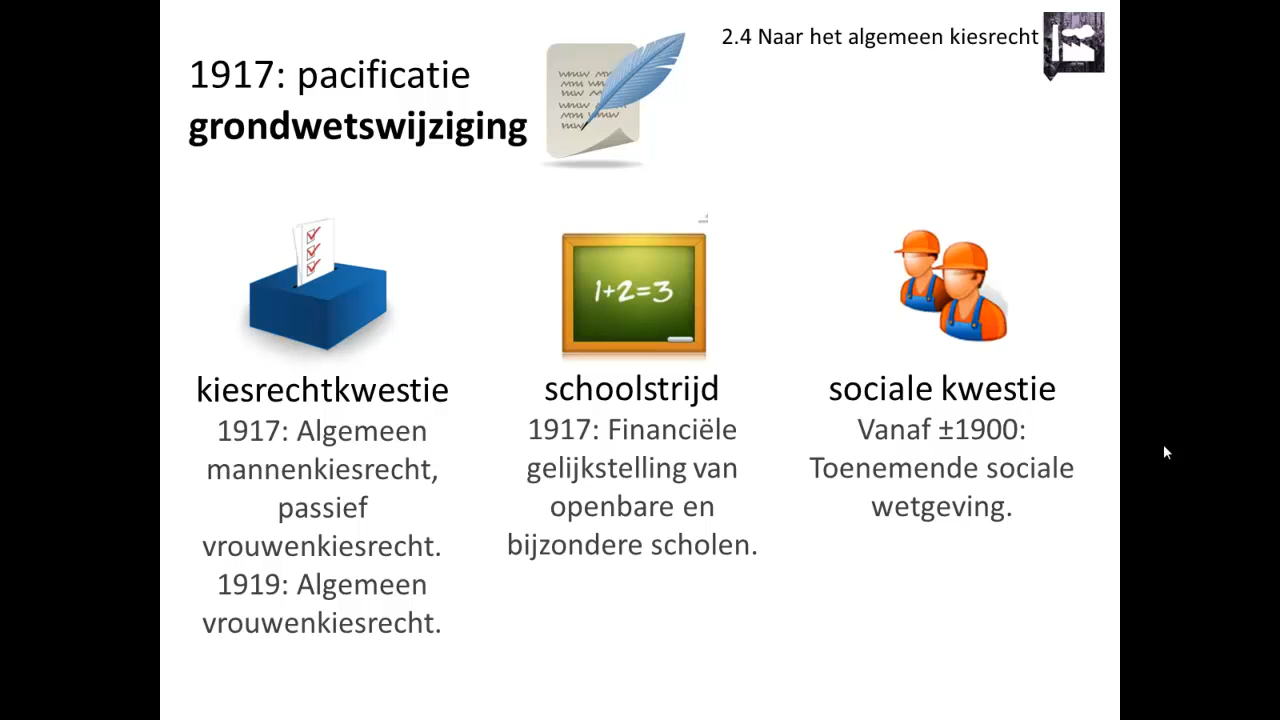 2.4 Naar het algemeen kiesrecht
1917: pacificatie
grondwetswijziging
1+2=3
kiesrechtkwestie
1917: Algemeen
mannenkiesrecht,
passief
vrouwenkiesrecht.
1919: Algemeen
vrouwenkiesrecht.
schoolstrijd
1917: Financiële
gelijkstelling van
openbare en
bijzondere scholen.
sociale kwestie
Vanaf ±1900:
Toenemende sociale
wetgeving.